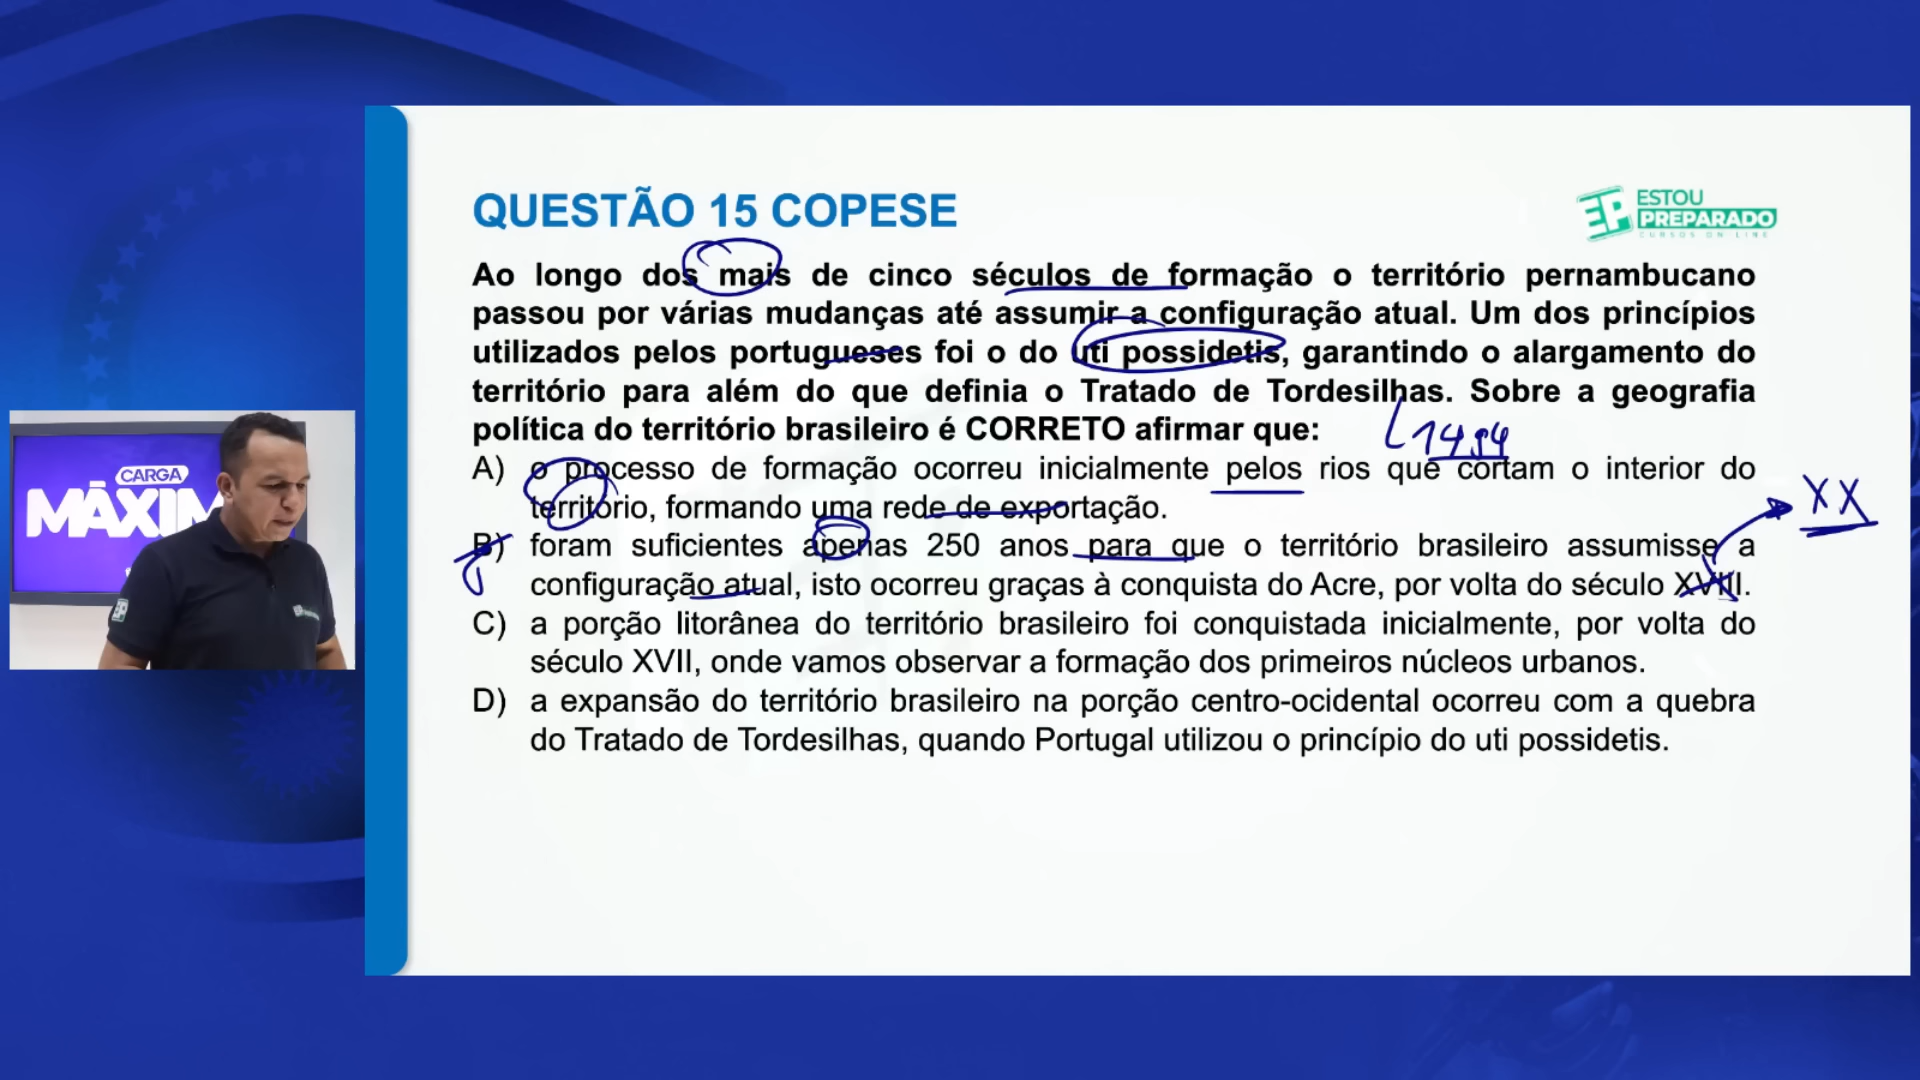 QUESTÃO 15 COPESE
ESTOU
PREPARADO
CURSOS ON LINE
Ao longo dos mais de cinco séculos de formação o território pernambucano
passou por várias mudanças até assumir a configuração atual. Um dos princípios
utilizados pelos portugueses foi o do uti possidetis, garantindo o alargamento do
território para além do que definia o Tratado de Tordesilhas. Sobre a geografia
política do território brasileiro é CORRETO afirmar que:
1494
A) o processo de formação ocorreu inicialmente pelos rios que cortam o interior do
território, formando uma rede de exportação.
XX
B) foram suficientes apenas 250 anos para que o território brasileiro assumisse a
configuração atual, isto ocorreu graças à conquista do Acre, por volta do século XVIII.
C) a porção litorânea do território brasileiro foi conquistada inicialmente, por volta do
século XVII, onde vamos observar a formação dos primeiros núcleos urbanos.
D) a expansão do território brasileiro na porção centro-ocidental ocorreu com a quebra
do Tratado de Tordesilhas, quando Portugal utilizou o princípio do uti possidetis.
CARGA
MÁXIM
EP